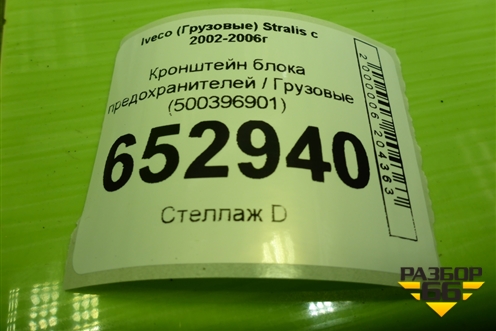 Iveco (Грузовые) Stralis с
2002-2006г
Кронштейн блока
предохранителей / Грузовые
(500396901)
652940
Стеллаж D
2000006204363
РАЗБОР
66